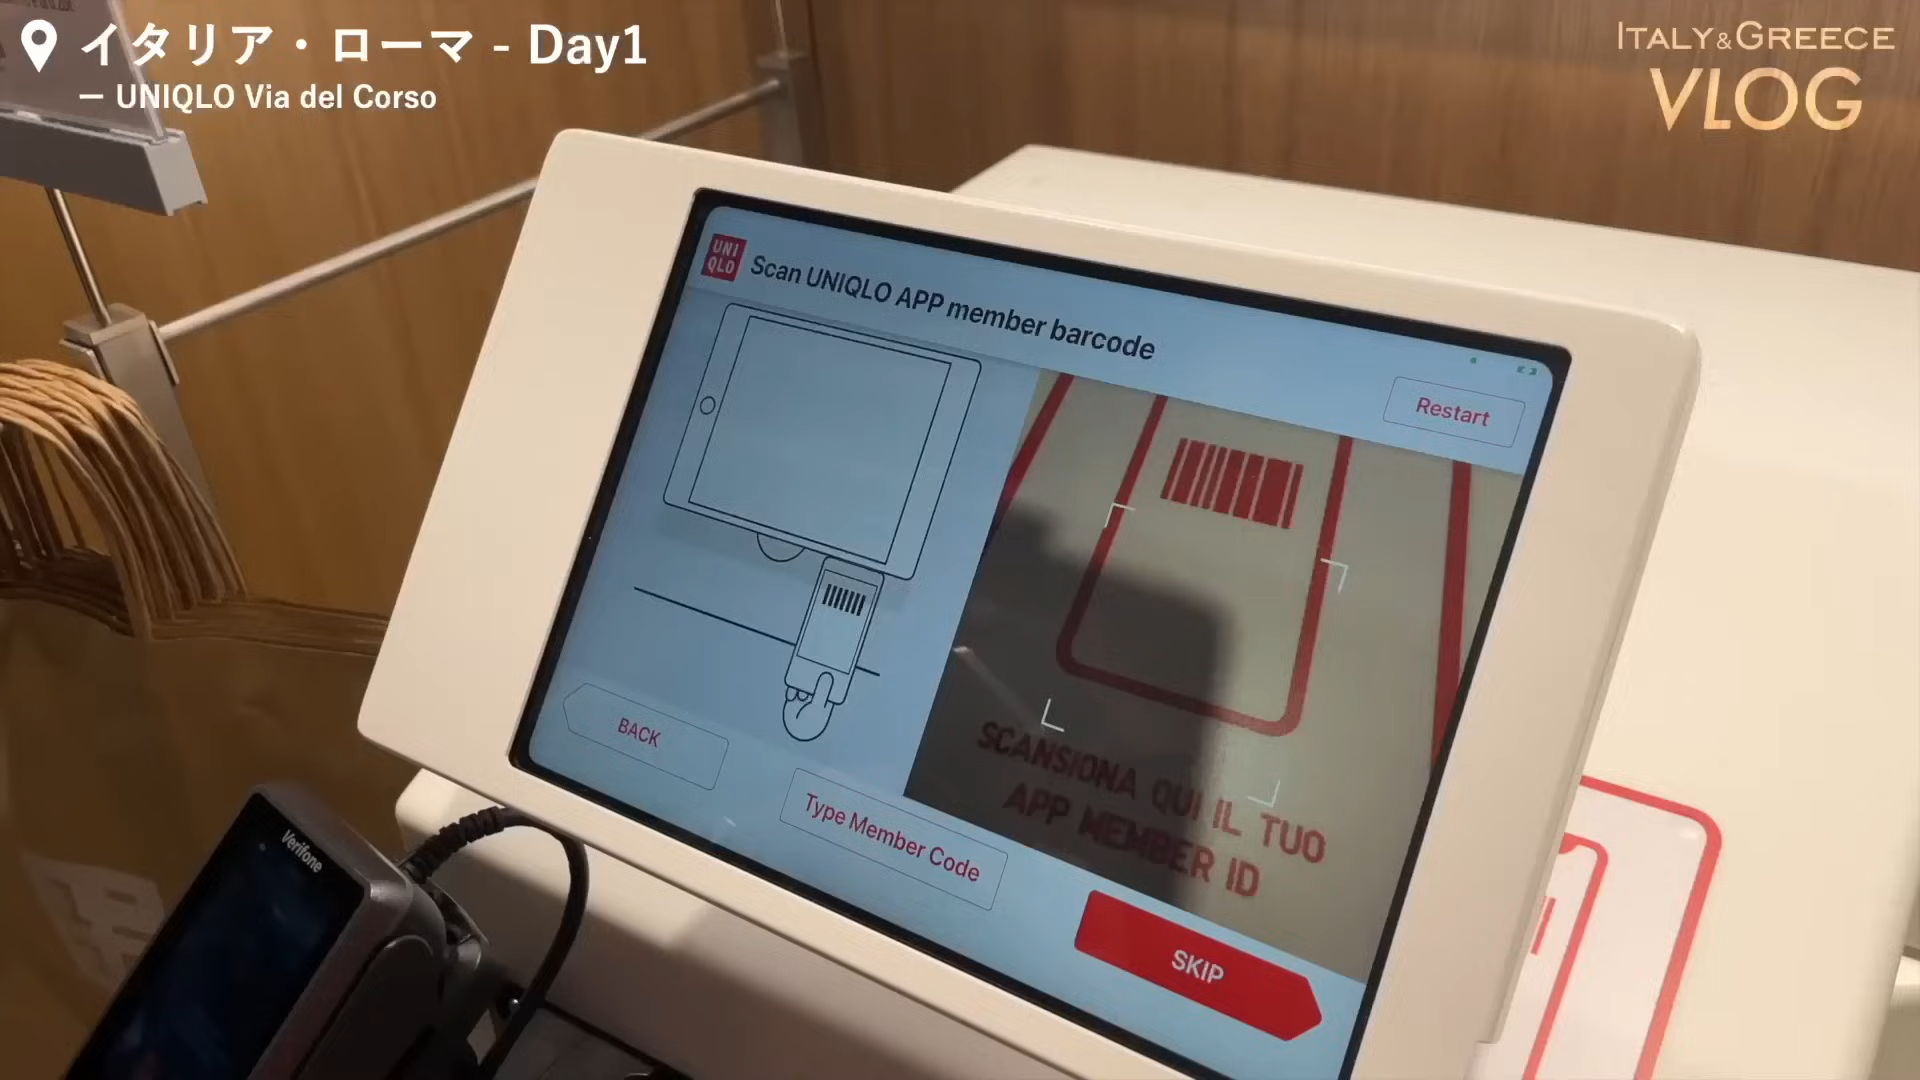 イタリア・ローマ - Day1
— UNIQLO Via del Corso
ITALY&GREECE
VLOG
UNI
QLO
Scan UNIQLO APP member barcode
Restart
BACK
Type Member Code
SCANSIONA QUI IL TUO
APP MEMBER ID
SKIP
Verifone